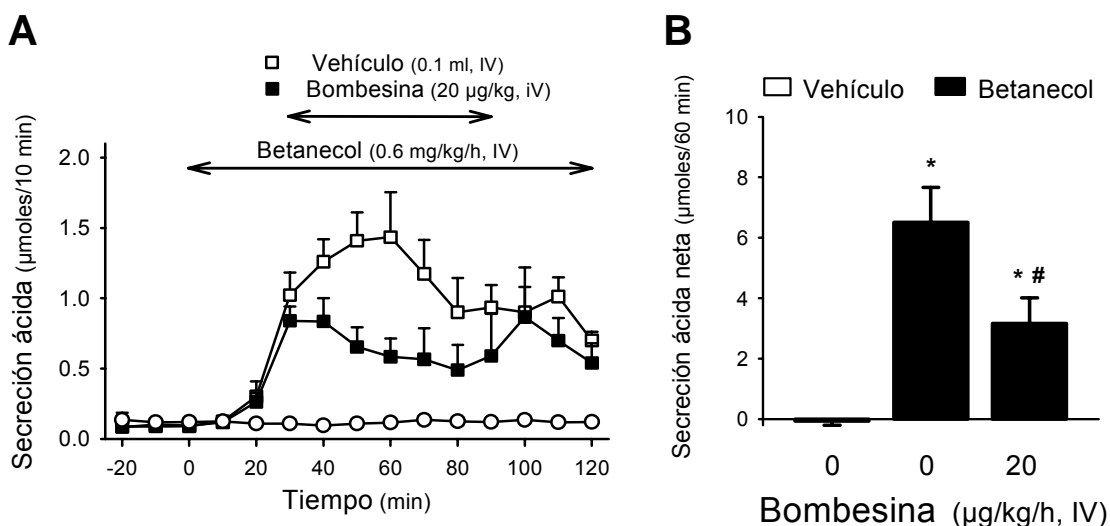 A
Vehículo (0.1 ml, IV)
Bombesina (20 µg/kg, iV)
Betanecol (0.6 mg/kg/h, IV)
Secreción ácida (µmoles/10 min)
2.0
1.5
1.0
0.5
0.0
-20 0 20 40 60 80 100 120
Tiempo (min)
B
Vehículo Betanecol
Secreción ácida neta (µmoles/60 min)
10
8
6
4
2
0
*
* #
0 0 20
Bombesina (µg/kg/h, IV)